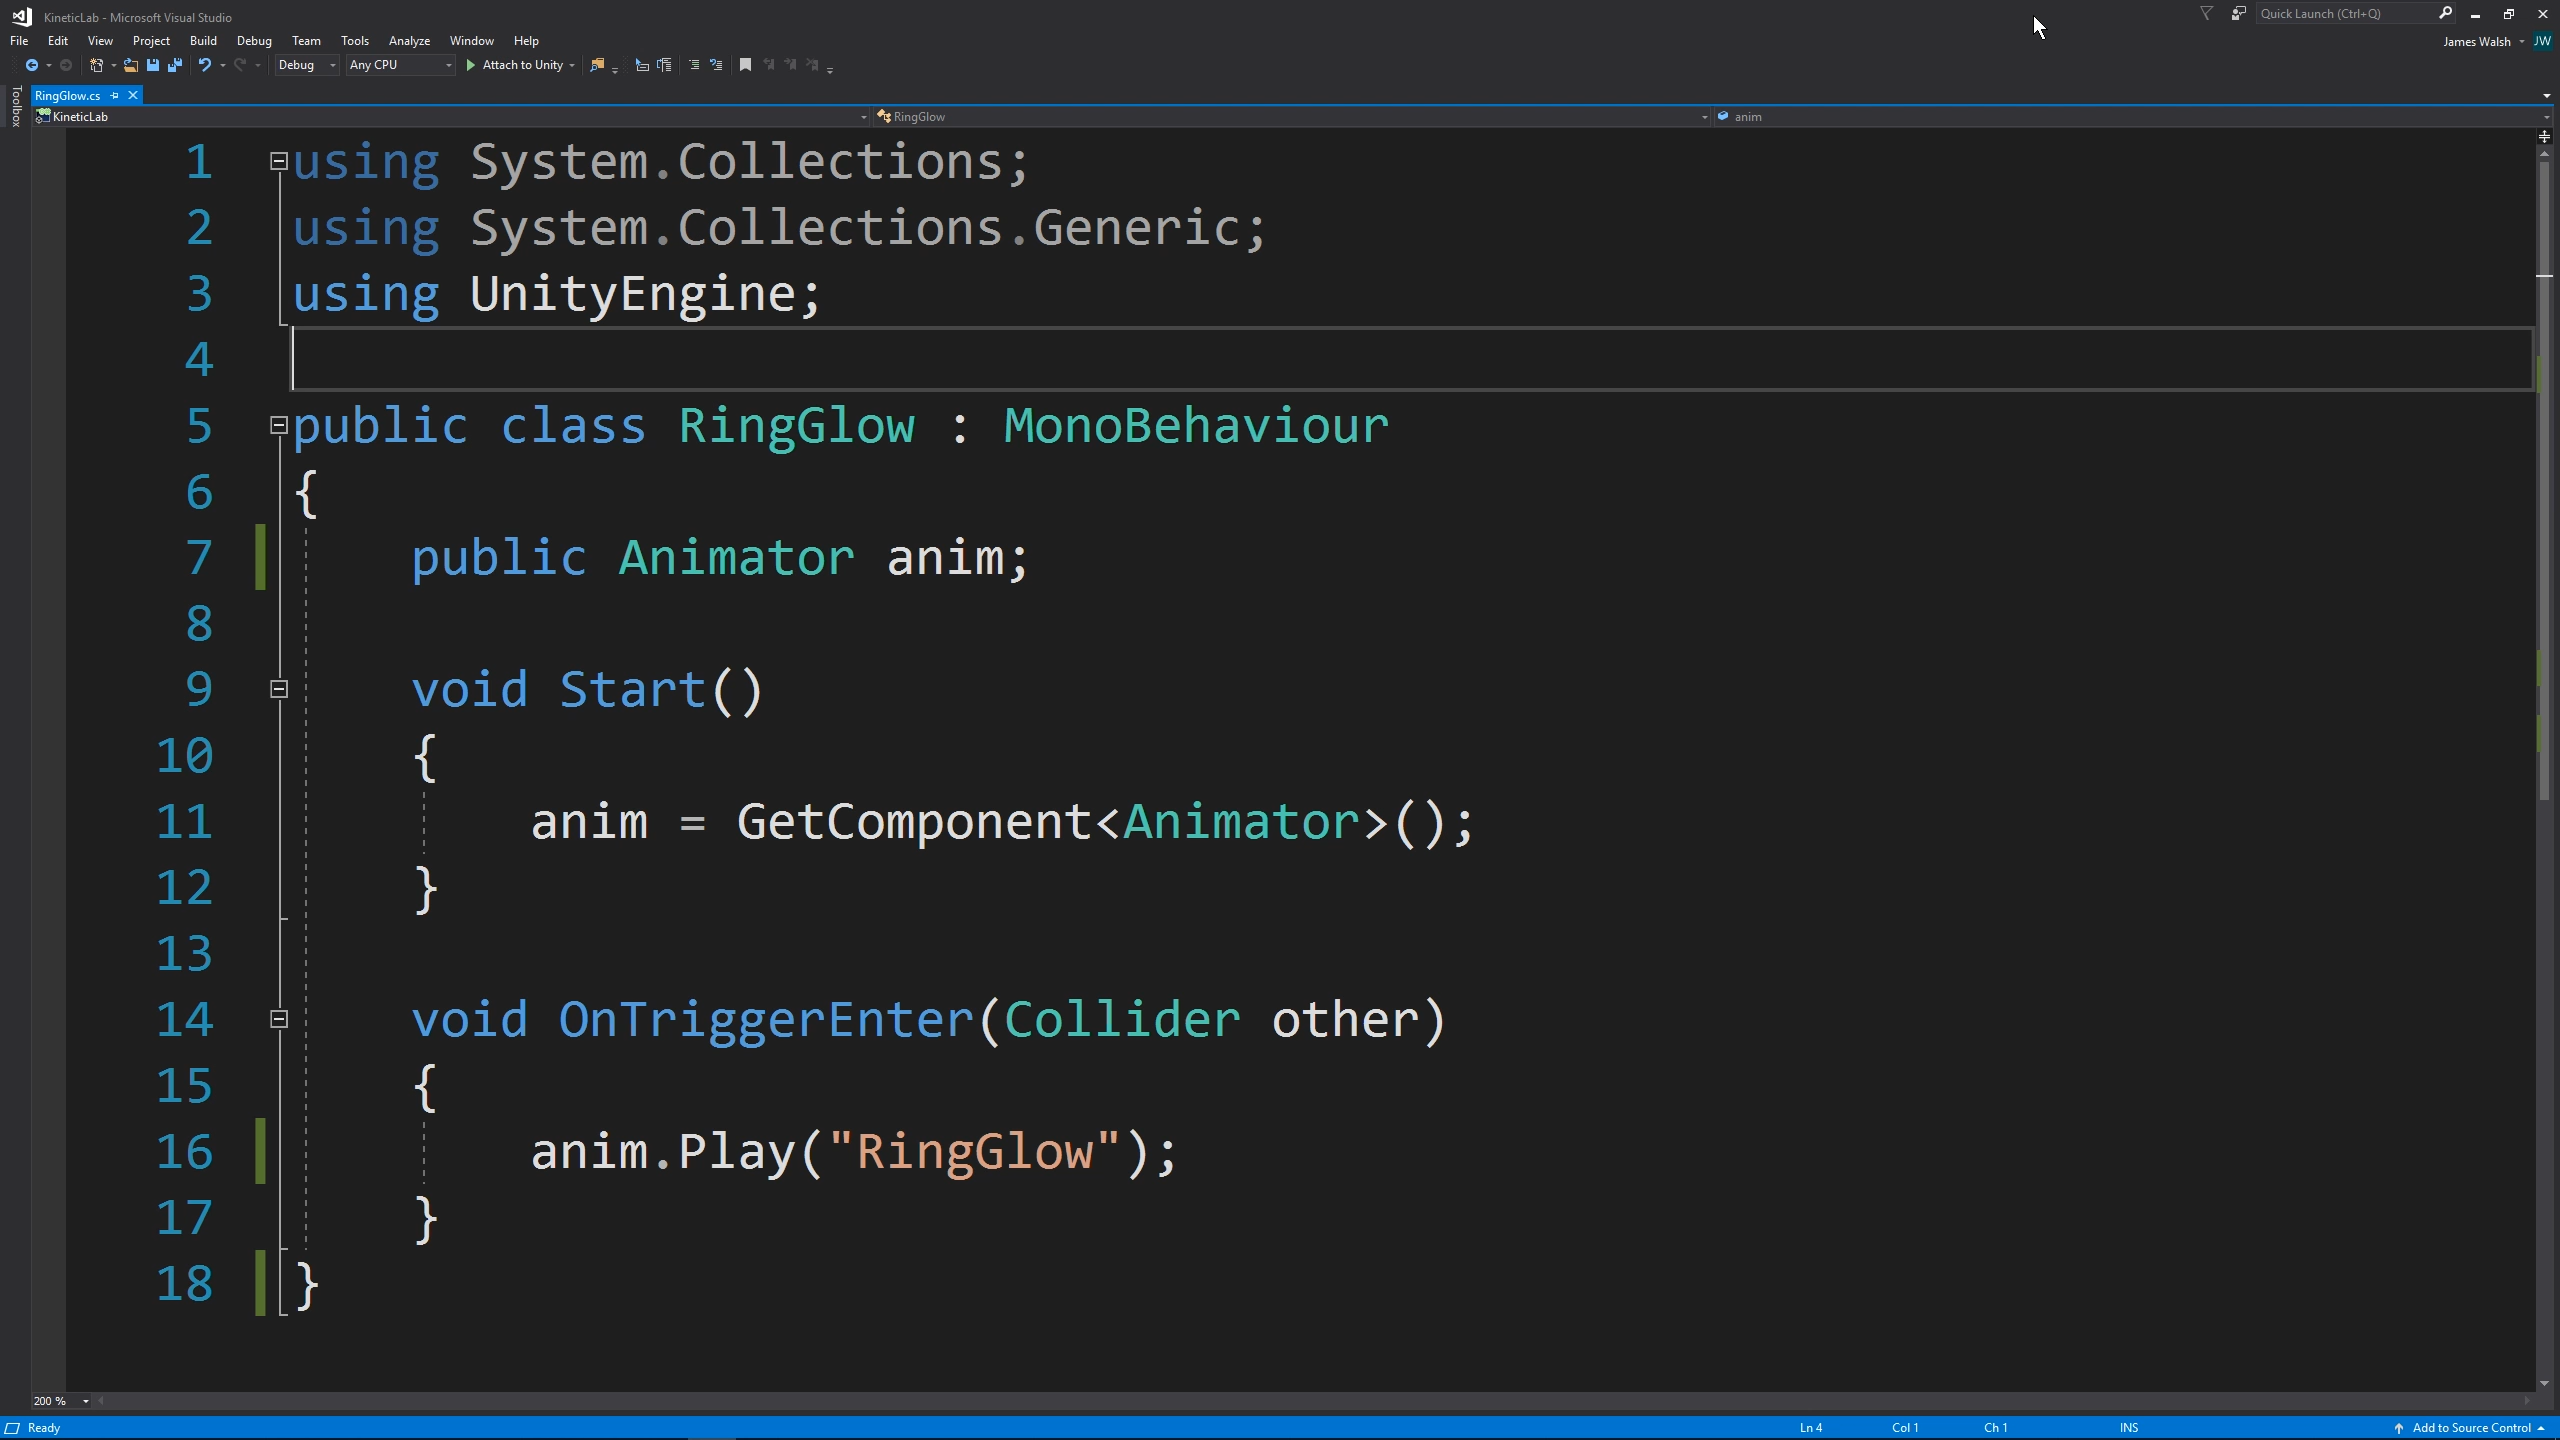 KineticLab - Microsoft Visual Studio
Quick Launch (Ctrl+Q)
File Edit View Project Build Debug Team Tools Analyze Window Help
James Walsh JW
Debug Any CPU Attach to Unity
Toolbox
RingGlow.cs
KineticLab RingGlow anim
1 using System.Collections;
2 using System.Collections.Generic;
3 using UnityEngine;
4
5 public class RingGlow : MonoBehaviour
6 {
7 public Animator anim;
8
9 void Start()
10 {
11 anim = GetComponent<Animator>();
12 }
13
14 void OnTriggerEnter(Collider other)
15 {
16 anim.Play("RingGlow");
17 }
18 }
200 %
Ready Ln 4 Col 1 Ch 1 INS Add to Source Control